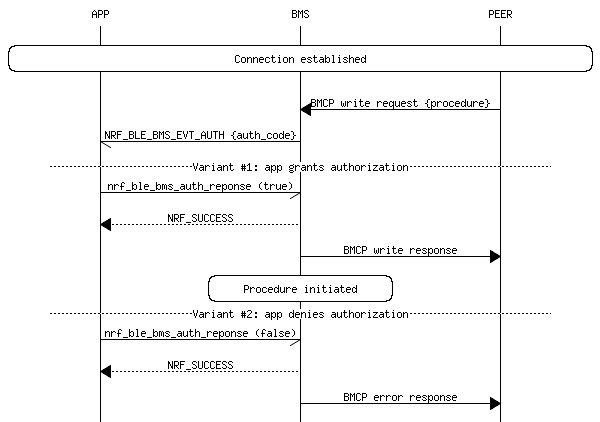 APP BMS PEER
Connection established
BMCP write request {procedure}
NRF_BLE_BMS_EVT_AUTH {auth_code}
Variant #1: app grants authorization
nrf_ble_bms_auth_reponse (true)
NRF_SUCCESS
BMCP write response
Procedure initiated
Variant #2: app denies authorization
nrf_ble_bms_auth_reponse (false)
NRF_SUCCESS
BMCP error response